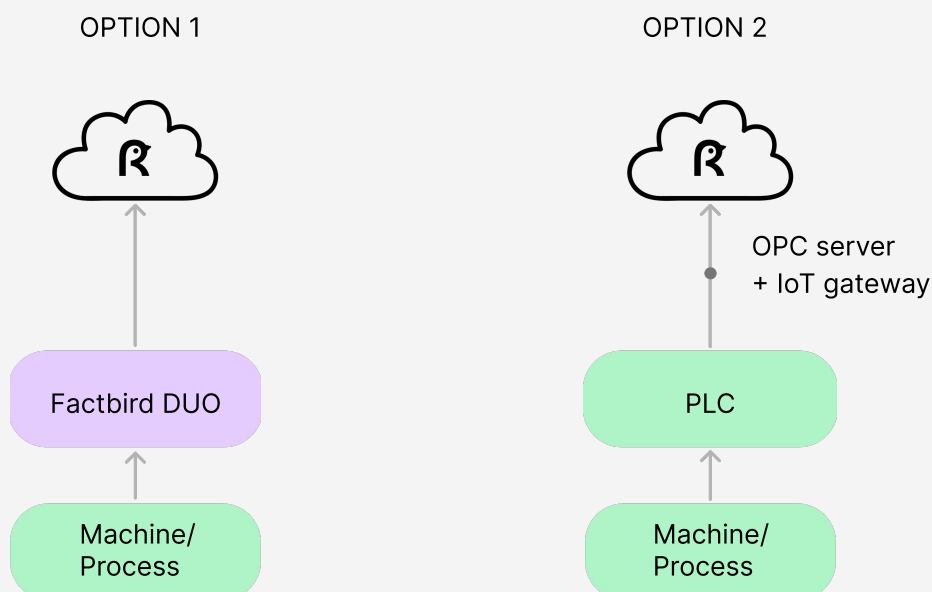 OPTION 1
OPTION 2
OPC server
+ IoT gateway
Factbird DUO
PLC
Machine/
Process
Machine/
Process